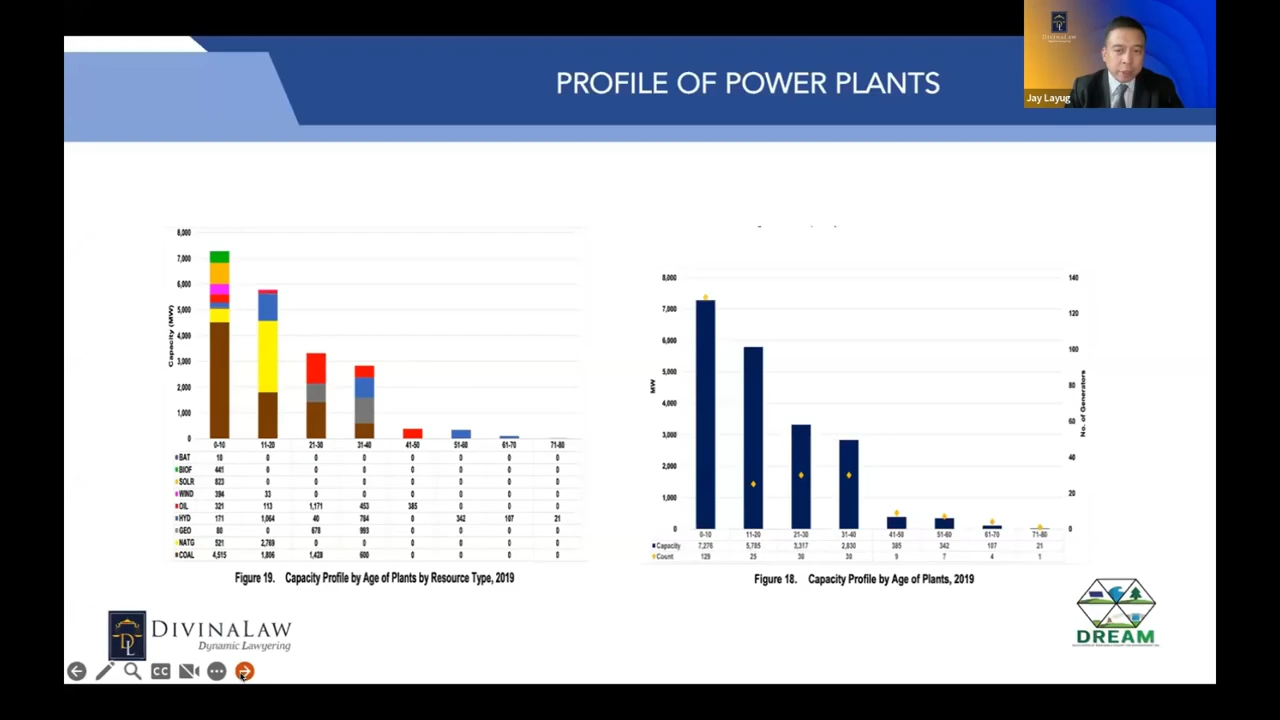 PROFILE OF POWER PLANTS
DIVINALAW
Jay Layug
Capacity (MW)
8,000
7,000
6,000
5,000
4,000
3,000
2,000
1,000
0
0-10 11-20 21-30 31-40 41-50 51-60 61-70 71-80
BAT 10 0 0 0 0 0 0 0
BIOF 441 0 0 0 0 0 0 0
SOLR 823 0 0 0 0 0 0 0
WIND 394 33 0 0 0 0 0 0
OIL 321 113 1,171 453 385 0 0 0
HYD 171 1,064 40 784 0 342 107 21
GEO 80 0 678 993 0 0 0 0
NATG 521 2,769 0 0 0 0 0 0
COAL 4,515 1,806 1,428 600 0 0 0 0
Figure 19. Capacity Profile by Age of Plants by Resource Type, 2019
MW
8,000
7,000
6,000
5,000
4,000
3,000
2,000
1,000
0
140
120
100
80
60
40
20
0
No. of Generators
0-10 11-20 21-30 31-40 41-50 51-60 61-70 71-80
Capacity 7,276 5,785 3,317 2,830 385 342 107 21
Count 129 25 30 30 9 7 4 1
Figure 18. Capacity Profile by Age of Plants, 2019
DL
DIVINALAW
Dynamic Lawyering
DREAM
CC